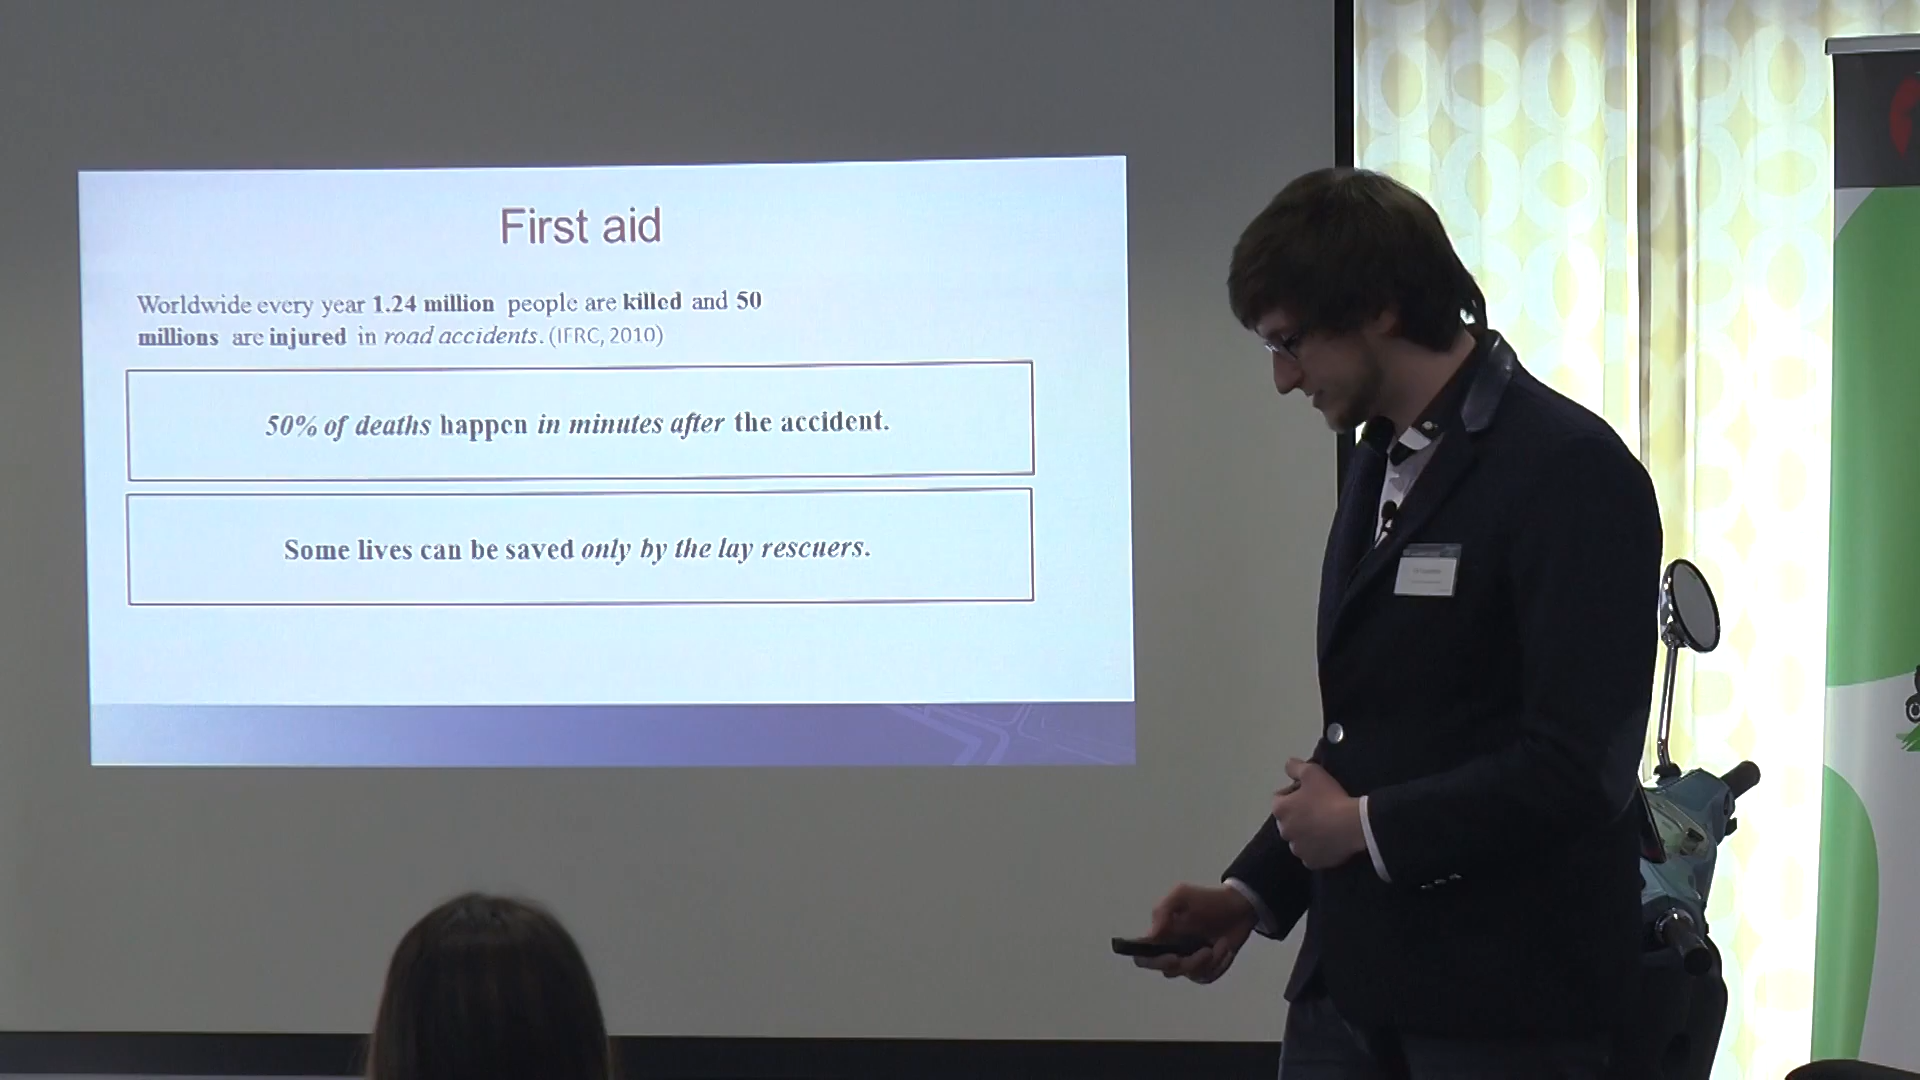 First aid
Worldwide every year 1.24 million people are killed and 50
millions are injured in road accidents. (IFRC, 2010)
50% of deaths happen in minutes after the accident.
Some lives can be saved only by the lay rescuers.